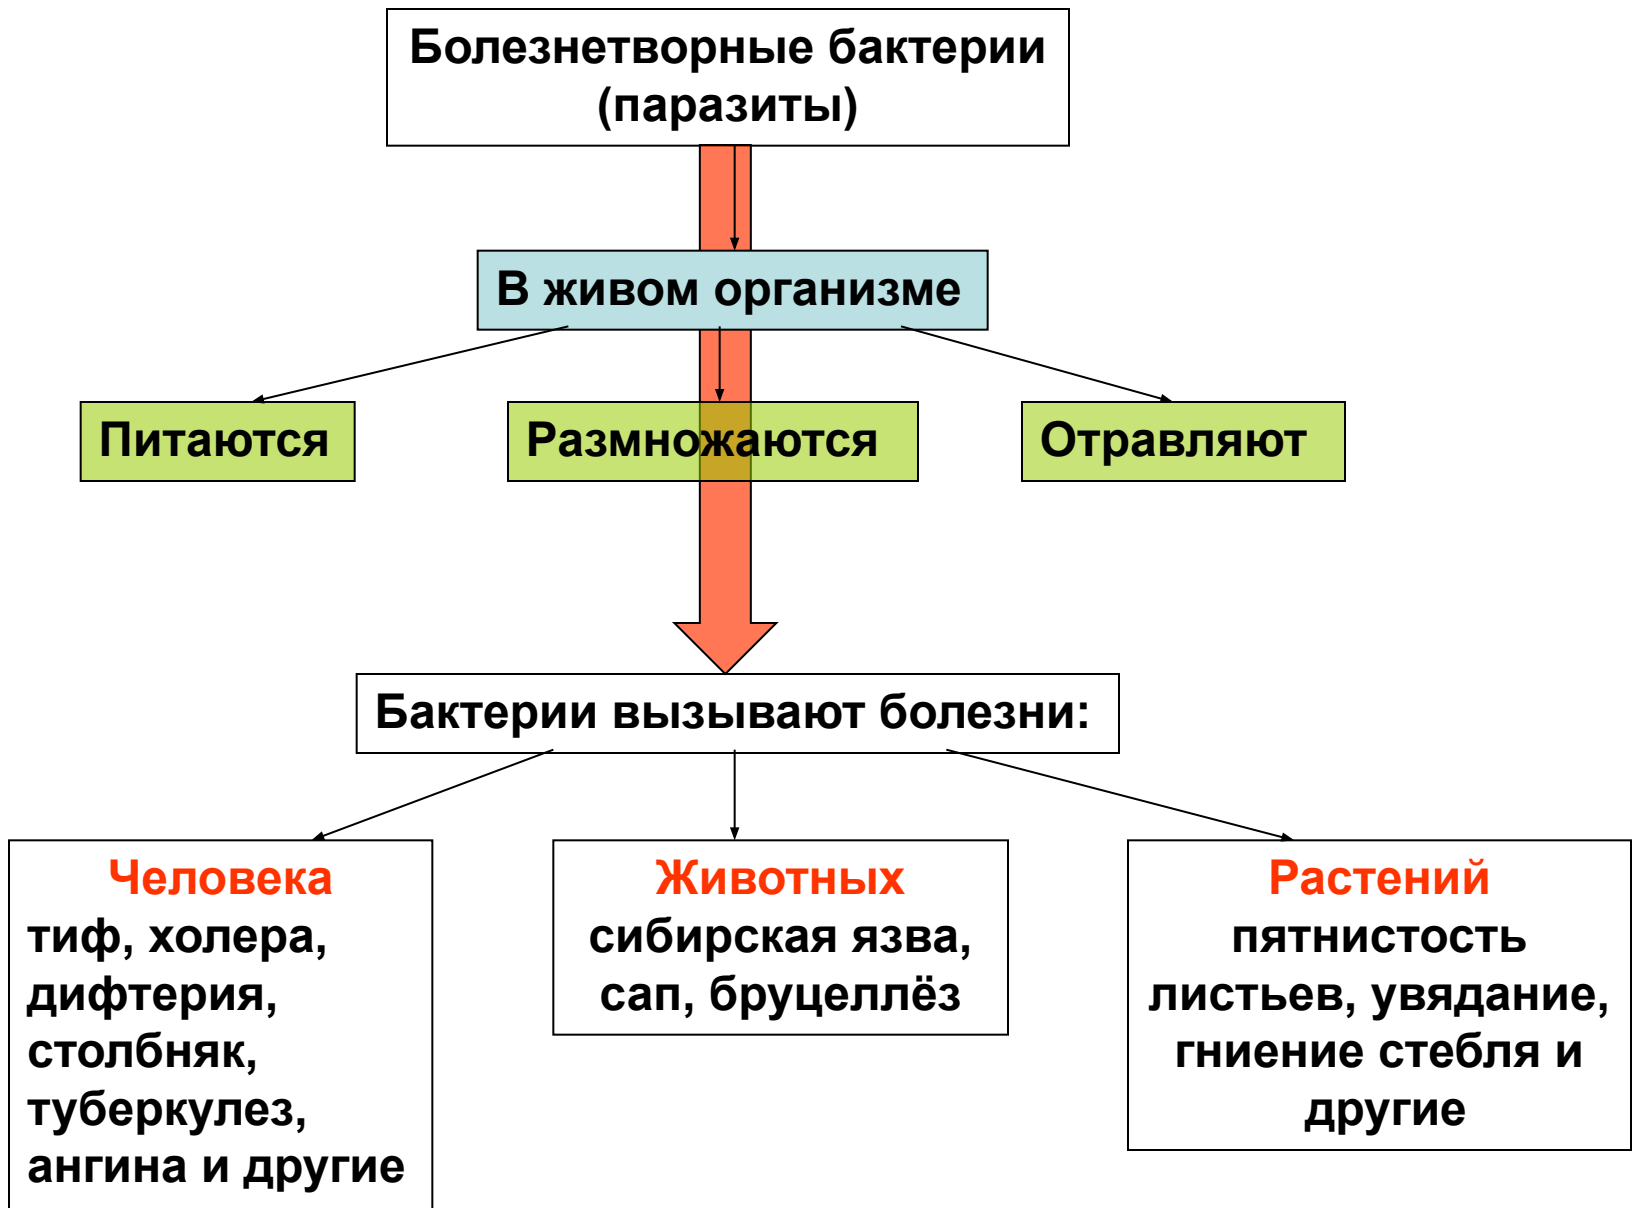 Болезнетворные бактерии
(паразиты)
В живом организме
Питаются
Размножаются
Отравляют
Бактерии вызывают болезни:
Человека
тиф, холера,
дифтерия,
столбняк,
туберкулез,
ангина и другие
Животных
сибирская язва,
сап, бруцеллёз
Растений
пятнистость
листьев, увядание,
гниение стебля и
другие